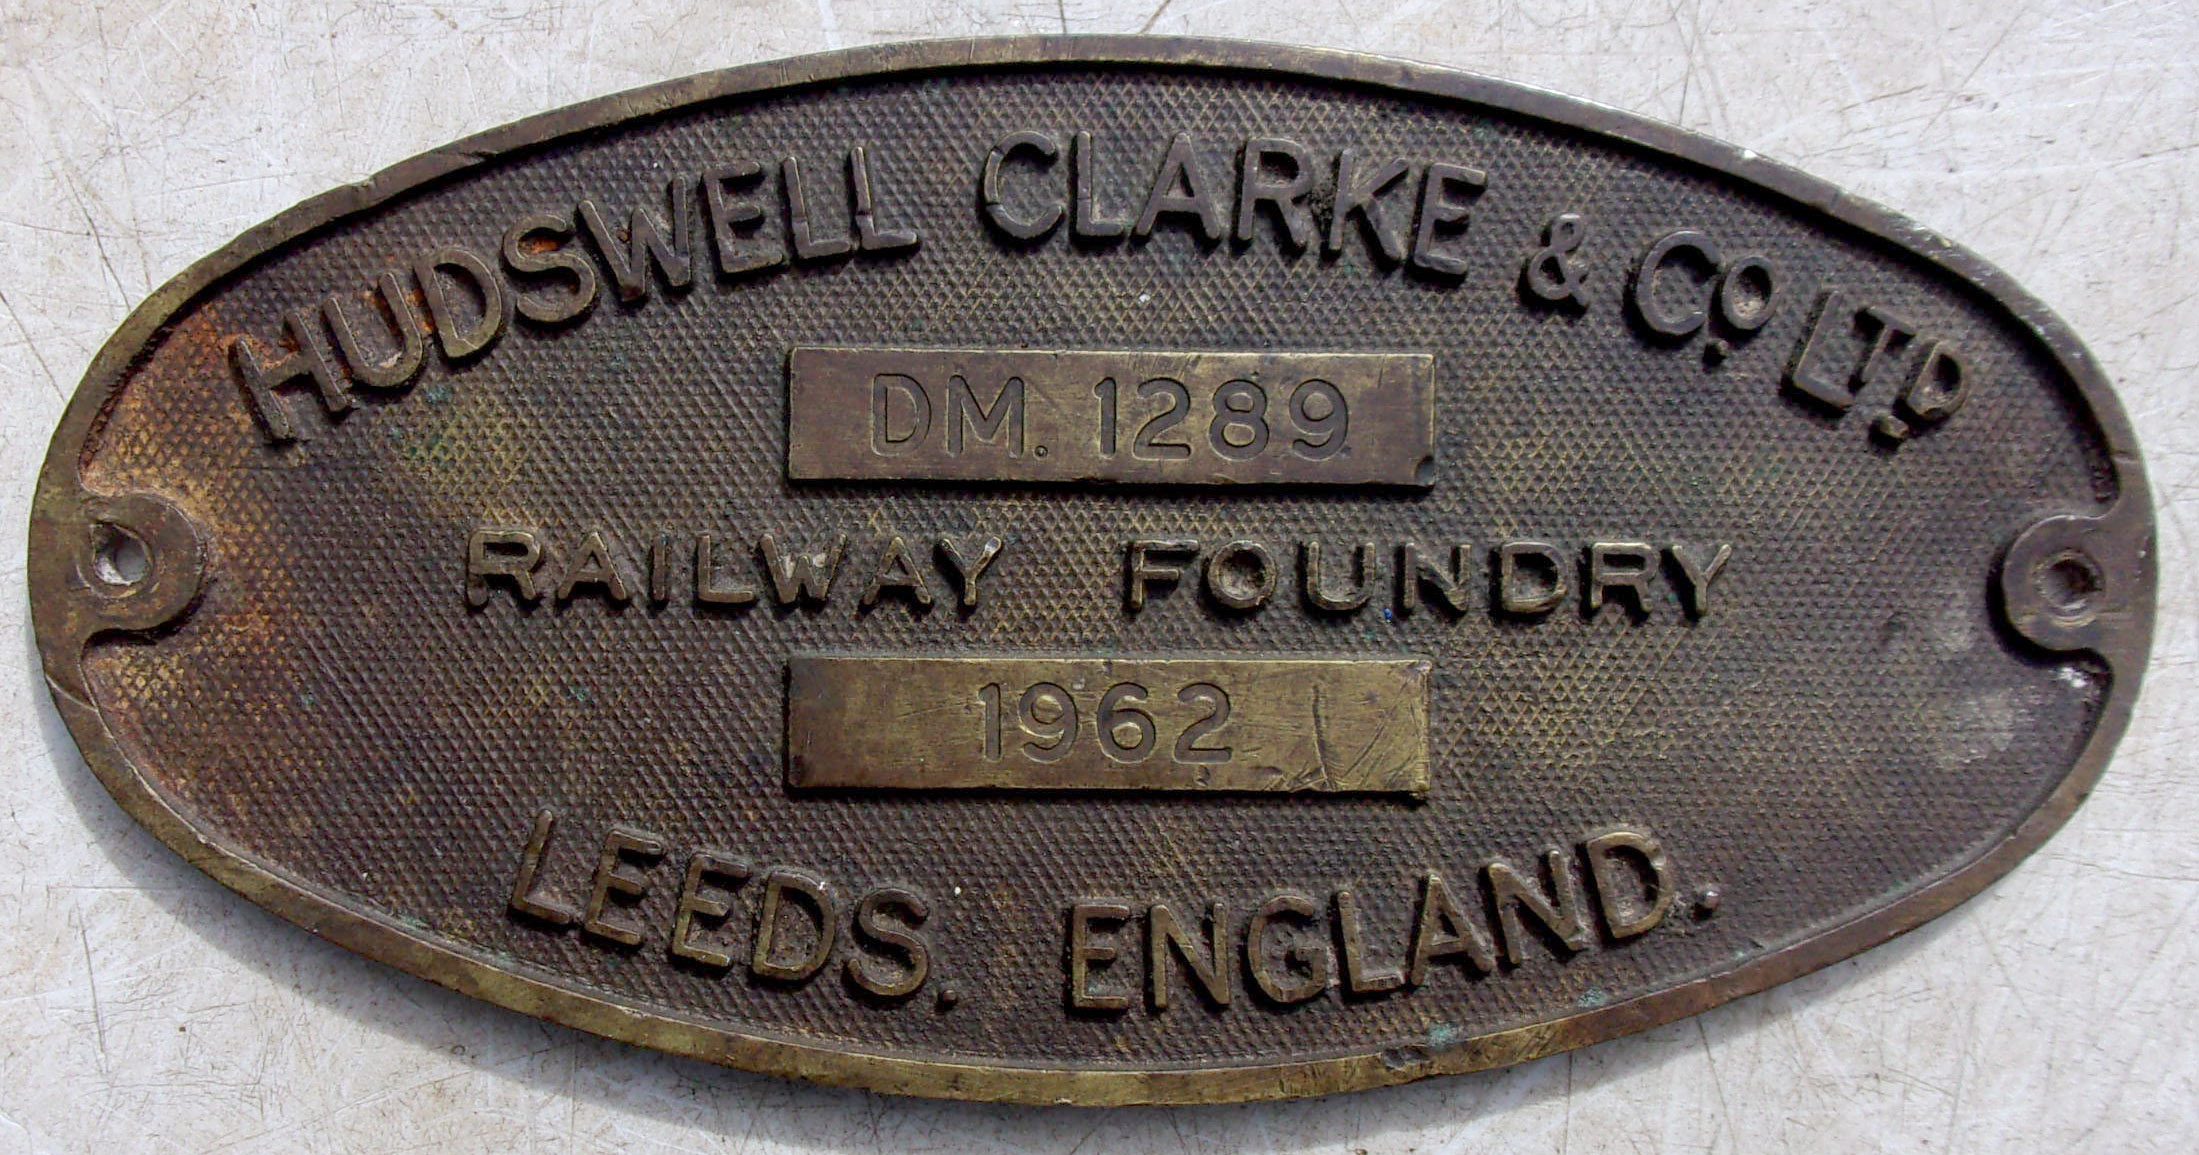 HUDSWELL CLARKE & Co. LTD.
DM. 1289
RAILWAY FOUNDRY
1962
LEEDS. ENGLAND.